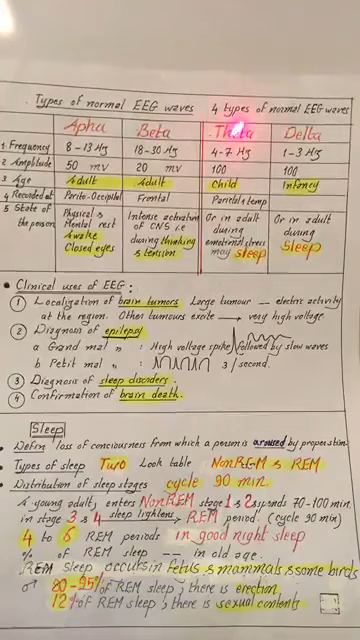 Types of normal EEG waves 4 types of normal EEG waves
Apha Beta Theta Delta
1 Frequency 8-13 Hz 18-30 Hz 4-7 Hz 1-3 Hz
2 Amplitude 50 mv 20 mv 100 100
3 Age Adult Adult Child Infancy
4 Recorded at Parito-Occipital Frontal Parietal & temp
5 State of the person Physical & Mental rest Awake Closed eyes Intense activation of CNS i.e during thinking & tension Or in adult during emotional stress may Sleep Or in adult during Sleep
• Clinical uses of EEG :
1 Localization of brain tumors Large tumour — electric activity
at the region. Other tumours excite → very high voltage.
2 Diagnosis of epilepsy
a Grand mal " : High voltage spike followed by slow waves
b Petit mal " : 3/second.
3 Diagnosis of sleep disorders.
4 Confirmation of brain death.
Sleep
• Defin loss of conciousness from which a person is aroused by proper stim
• Types of sleep Two Look table NonREM & REM
• Distribution of sleep stages cycle 90 min.
A young adult, enters NonREM stage 1 & 2 spends 70-100 min.
in stage 3 & 4 sleep lightens, REM period. (cycle 90 min)
4 to 6 REM periods in good night sleep
% of REM sleep -- in old age.
REM sleep occurs in fetus & mammals & some birds
80-95% of REM sleep, there is erection
12% of REM sleep, there is sexual contents